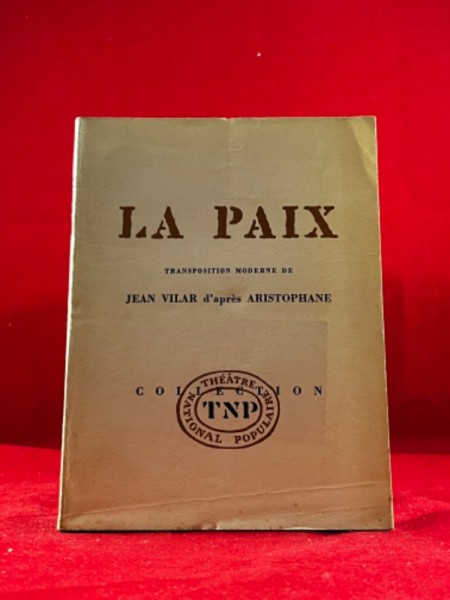 LA PAIX
TRANSPOSITION MODERNE DE
JEAN VILAR d'après ARISTOPHANE
COLLECTION
THÉÂTRE
TNP
NATIONAL POPULAIRE